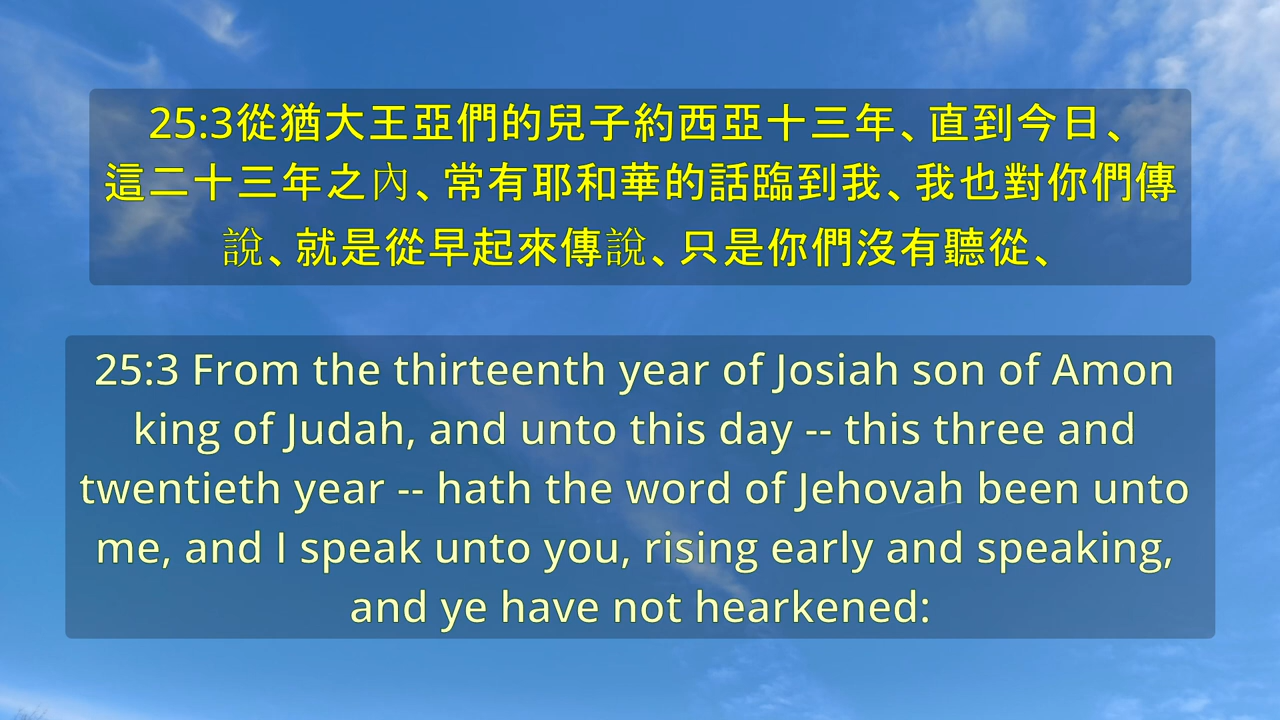 25:3從猶大王亞們的兒子約西亞十三年、直到今日、
這二十三年之內、常有耶和華的話臨到我、我也對你們傳
說、就是從早起來傳說、只是你們沒有聽從、
25:3 From the thirteenth year of Josiah son of Amon
king of Judah, and unto this day -- this three and
twentieth year -- hath the word of Jehovah been unto
me, and I speak unto you, rising early and speaking,
and ye have not hearkened: